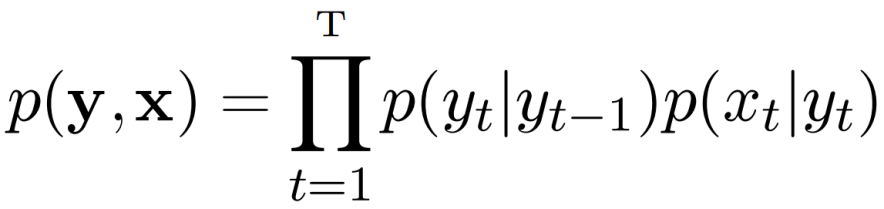 p(y,x) = ∏_{t=1}^{T} p(y_t|y_{t−1})p(x_t|y_t)